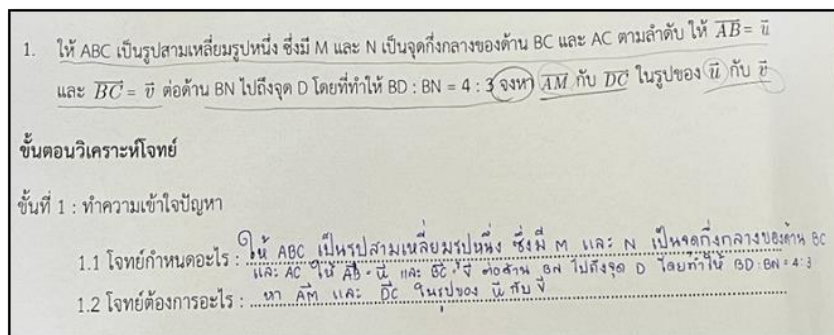 1. ให้ ABC เป็นรูปสามเหลี่ยมรูปหนึ่ง ซึ่งมี M และ N เป็นจุดกึ่งกลางของด้าน BC และ AC ตามลำดับ ให้ AB⃗ = u⃗
และ BC⃗ = v⃗ ต่อด้าน BN ไปถึงจุด D โดยที่ทำให้ BD : BN = 4 : 3 จงหา AM⃗ กับ DC⃗ ในรูปของ u⃗ กับ v⃗
ขั้นตอนวิเคราะห์โจทย์
ขั้นที่ 1 : ทำความเข้าใจปัญหา
1.1 โจทย์กำหนดอะไร : ให้ ABC เป็นรูปสามเหลี่ยมรูปหนึ่ง ซึ่งมี M และ N เป็นจุดกึ่งกลางของด้าน BC
และ AC ให้ AB⃗ = u⃗ และ BC⃗ = v⃗ ต่อด้าน BN ไปถึงจุด D โดยทำให้ BD : BN = 4 : 3
1.2 โจทย์ต้องการอะไร : หา AM⃗ และ DC⃗ ในรูปของ u⃗ กับ v⃗